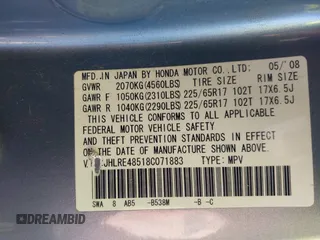 MFD.IN JAPAN BY HONDA MOTOR CO.,LTD: 05/'08
GVWR 2070KG(4560LBS) TIRE SIZE RIM SIZE
GAWR F 1050KG(2310LBS) 225/65R17 102T 17X6.5J
GAWR R 1040KG(2290LBS) 225/65R17 102T 17X6.5J
THIS VEHICLE CONFORMS TO ALL APPLICABLE
FEDERAL MOTOR VEHICLE SAFETY, BUMPER
AND THEFT PREVENTION STANDARDS IN EFFECT
ON THE DATE OF MANUFACTURE SHOWN ABOVE.
JHLRE48518C071883 TYPE: MPV
SWA 8 AB5 -B538M -B -C
DREAMBID